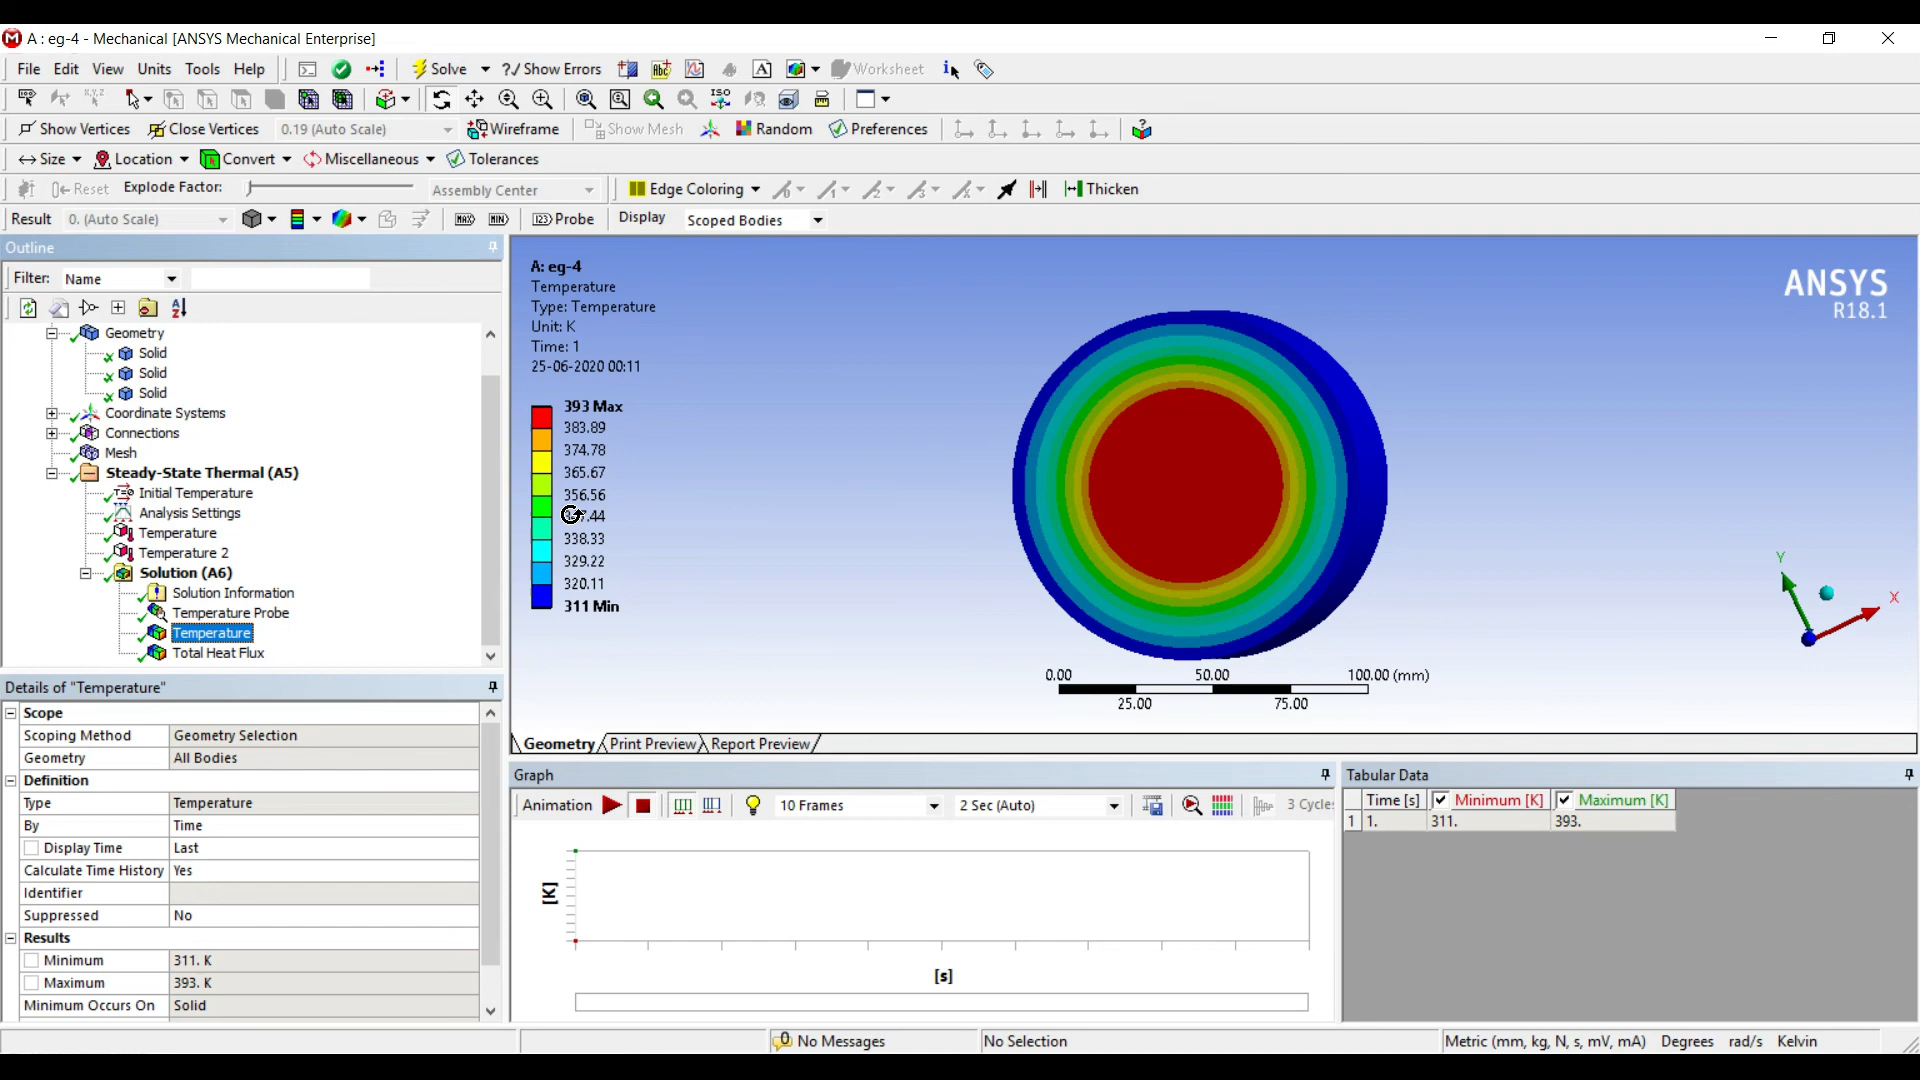 A : eg-4 - Mechanical [ANSYS Mechanical Enterprise]
File Edit View Units Tools Help Solve ?/Show Errors Worksheet
Show Vertices Close Vertices 0.19 (Auto Scale) Wireframe Show Mesh Random Preferences
Size Location Convert Miscellaneous Tolerances
Reset Explode Factor: Assembly Center Edge Coloring Thicken
Result 0. (Auto Scale) MAX MIN Probe Display Scoped Bodies
Outline
Filter: Name
Geometry
Solid
Solid
Solid
Coordinate Systems
Connections
Mesh
Steady-State Thermal (A5)
Initial Temperature
Analysis Settings
Temperature
Temperature 2
Solution (A6)
Solution Information
Temperature Probe
Temperature
Total Heat Flux
Details of "Temperature"
Scope
Scoping Method Geometry Selection
Geometry All Bodies
Definition
Type Temperature
By Time
Display Time Last
Calculate Time History Yes
Identifier
Suppressed No
Results
Minimum 311. K
Maximum 393. K
Minimum Occurs On Solid
A: eg-4
Temperature
Type: Temperature
Unit: K
Time: 1
25-06-2020 00:11
393 Max
383.89
374.78
365.67
356.56
7.44
338.33
329.22
320.11
311 Min
ANSYS
R18.1
Y
X
0.00 50.00 100.00 (mm)
25.00 75.00
Geometry Print Preview Report Preview
Graph
Animation 10 Frames 2 Sec (Auto) 3 Cycles
[K]
[s]
Tabular Data
Time [s] Minimum [K] Maximum [K]
1 1. 311. 393.
No Messages No Selection Metric (mm, kg, N, s, mV, mA) Degrees rad/s Kelvin